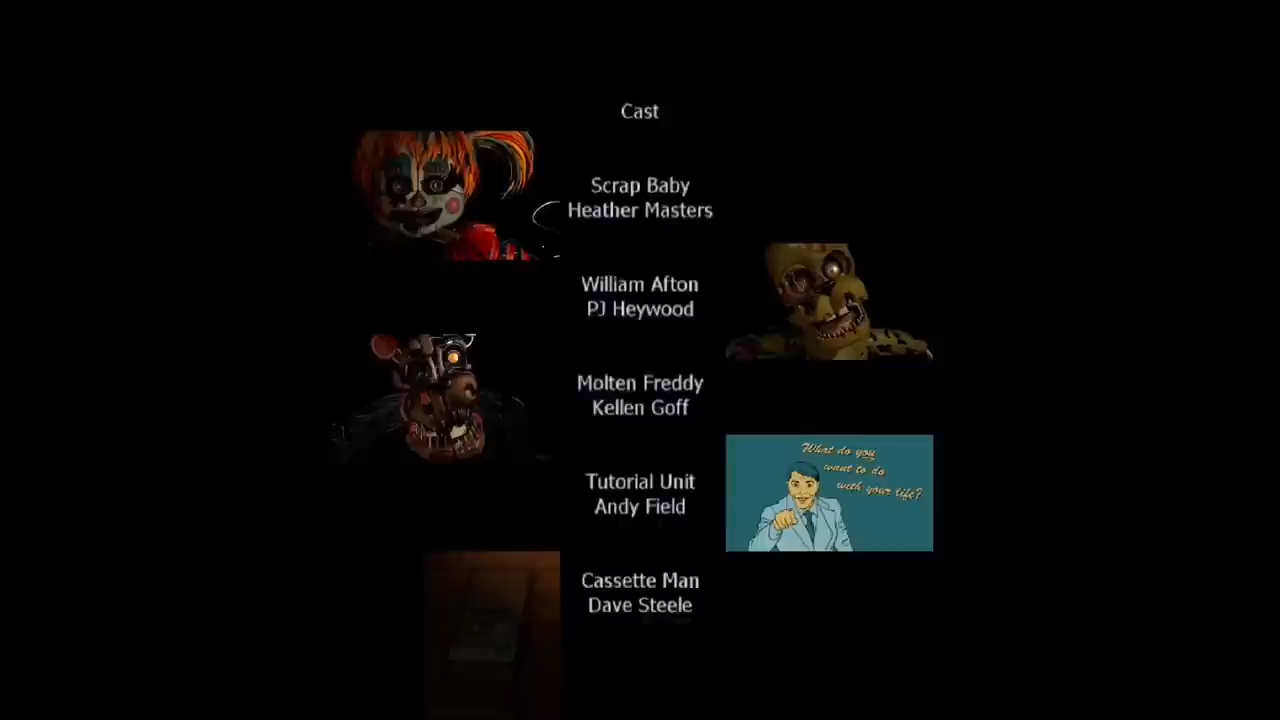 Cast
Scrap Baby
Heather Masters
William Afton
PJ Heywood
Molten Freddy
Kellen Goff
What do you
want to do
with your life?
Tutorial Unit
Andy Field
Cassette Man
Dave Steele